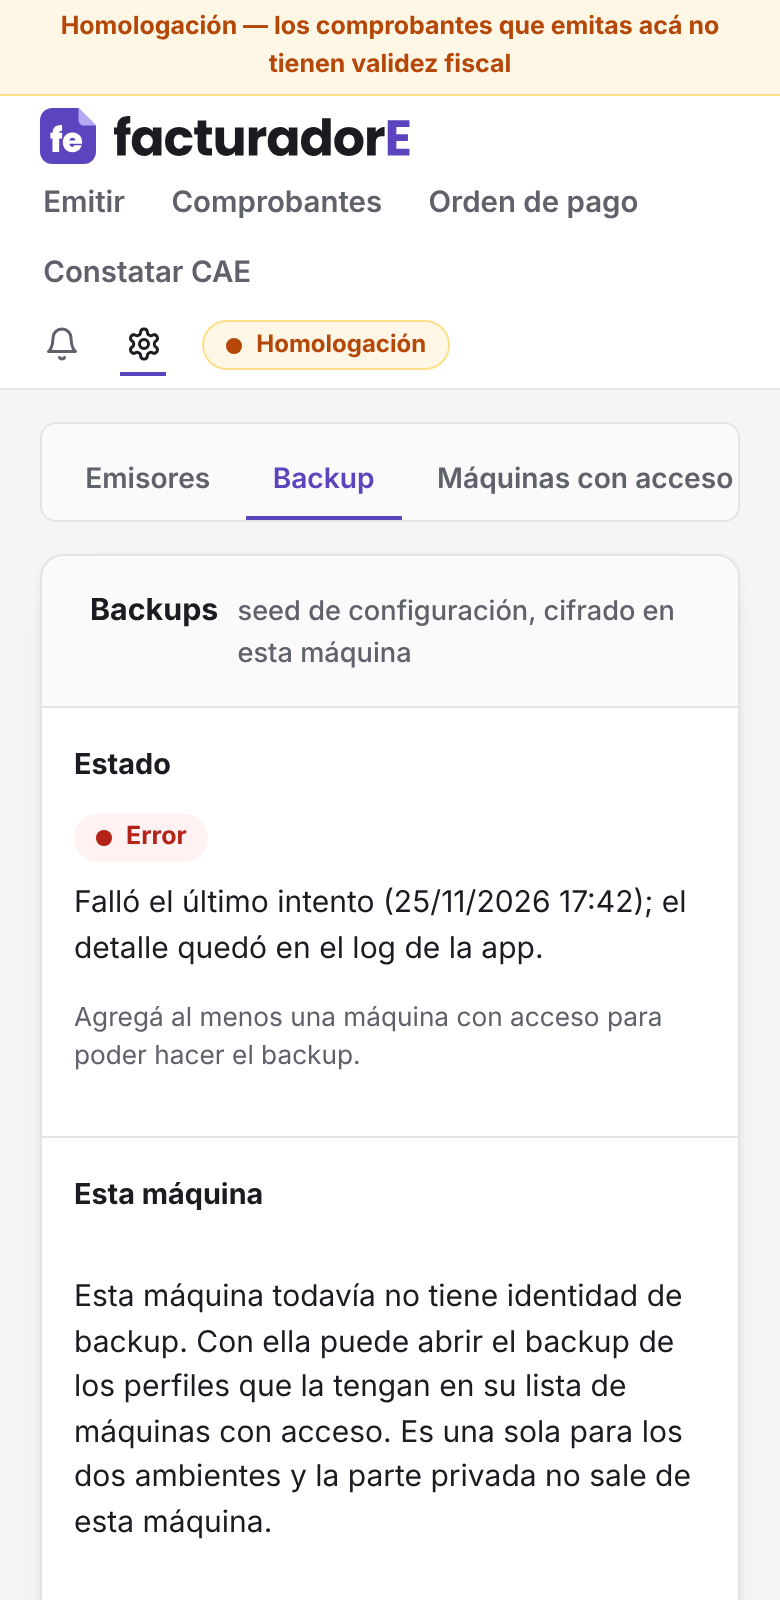 Homologación — los comprobantes que emitas acá no
tienen validez fiscal
fe facturadorE
Emitir Comprobantes Orden de pago
Constatar CAE
Homologación
Emisores Backup Máquinas con acceso
Backups seed de configuración, cifrado en
esta máquina
Estado
Error
Falló el último intento (25/11/2026 17:42); el
detalle quedó en el log de la app.
Agregá al menos una máquina con acceso para
poder hacer el backup.
Esta máquina
Esta máquina todavía no tiene identidad de
backup. Con ella puede abrir el backup de
los perfiles que la tengan en su lista de
máquinas con acceso. Es una sola para los
dos ambientes y la parte privada no sale de
esta máquina.